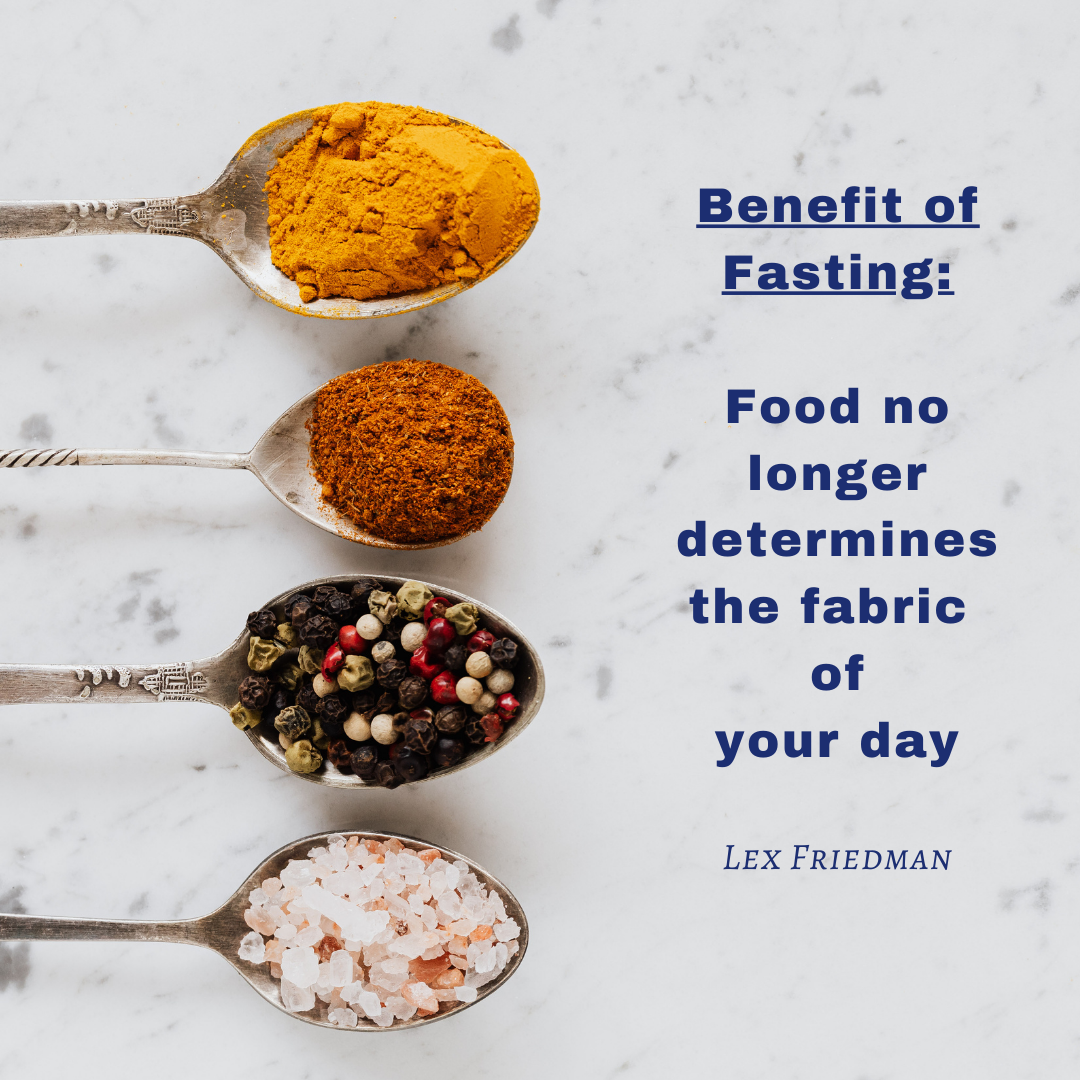 Benefit of
Fasting:
Food no
longer
determines
the fabric
of
your day
Lex Friedman